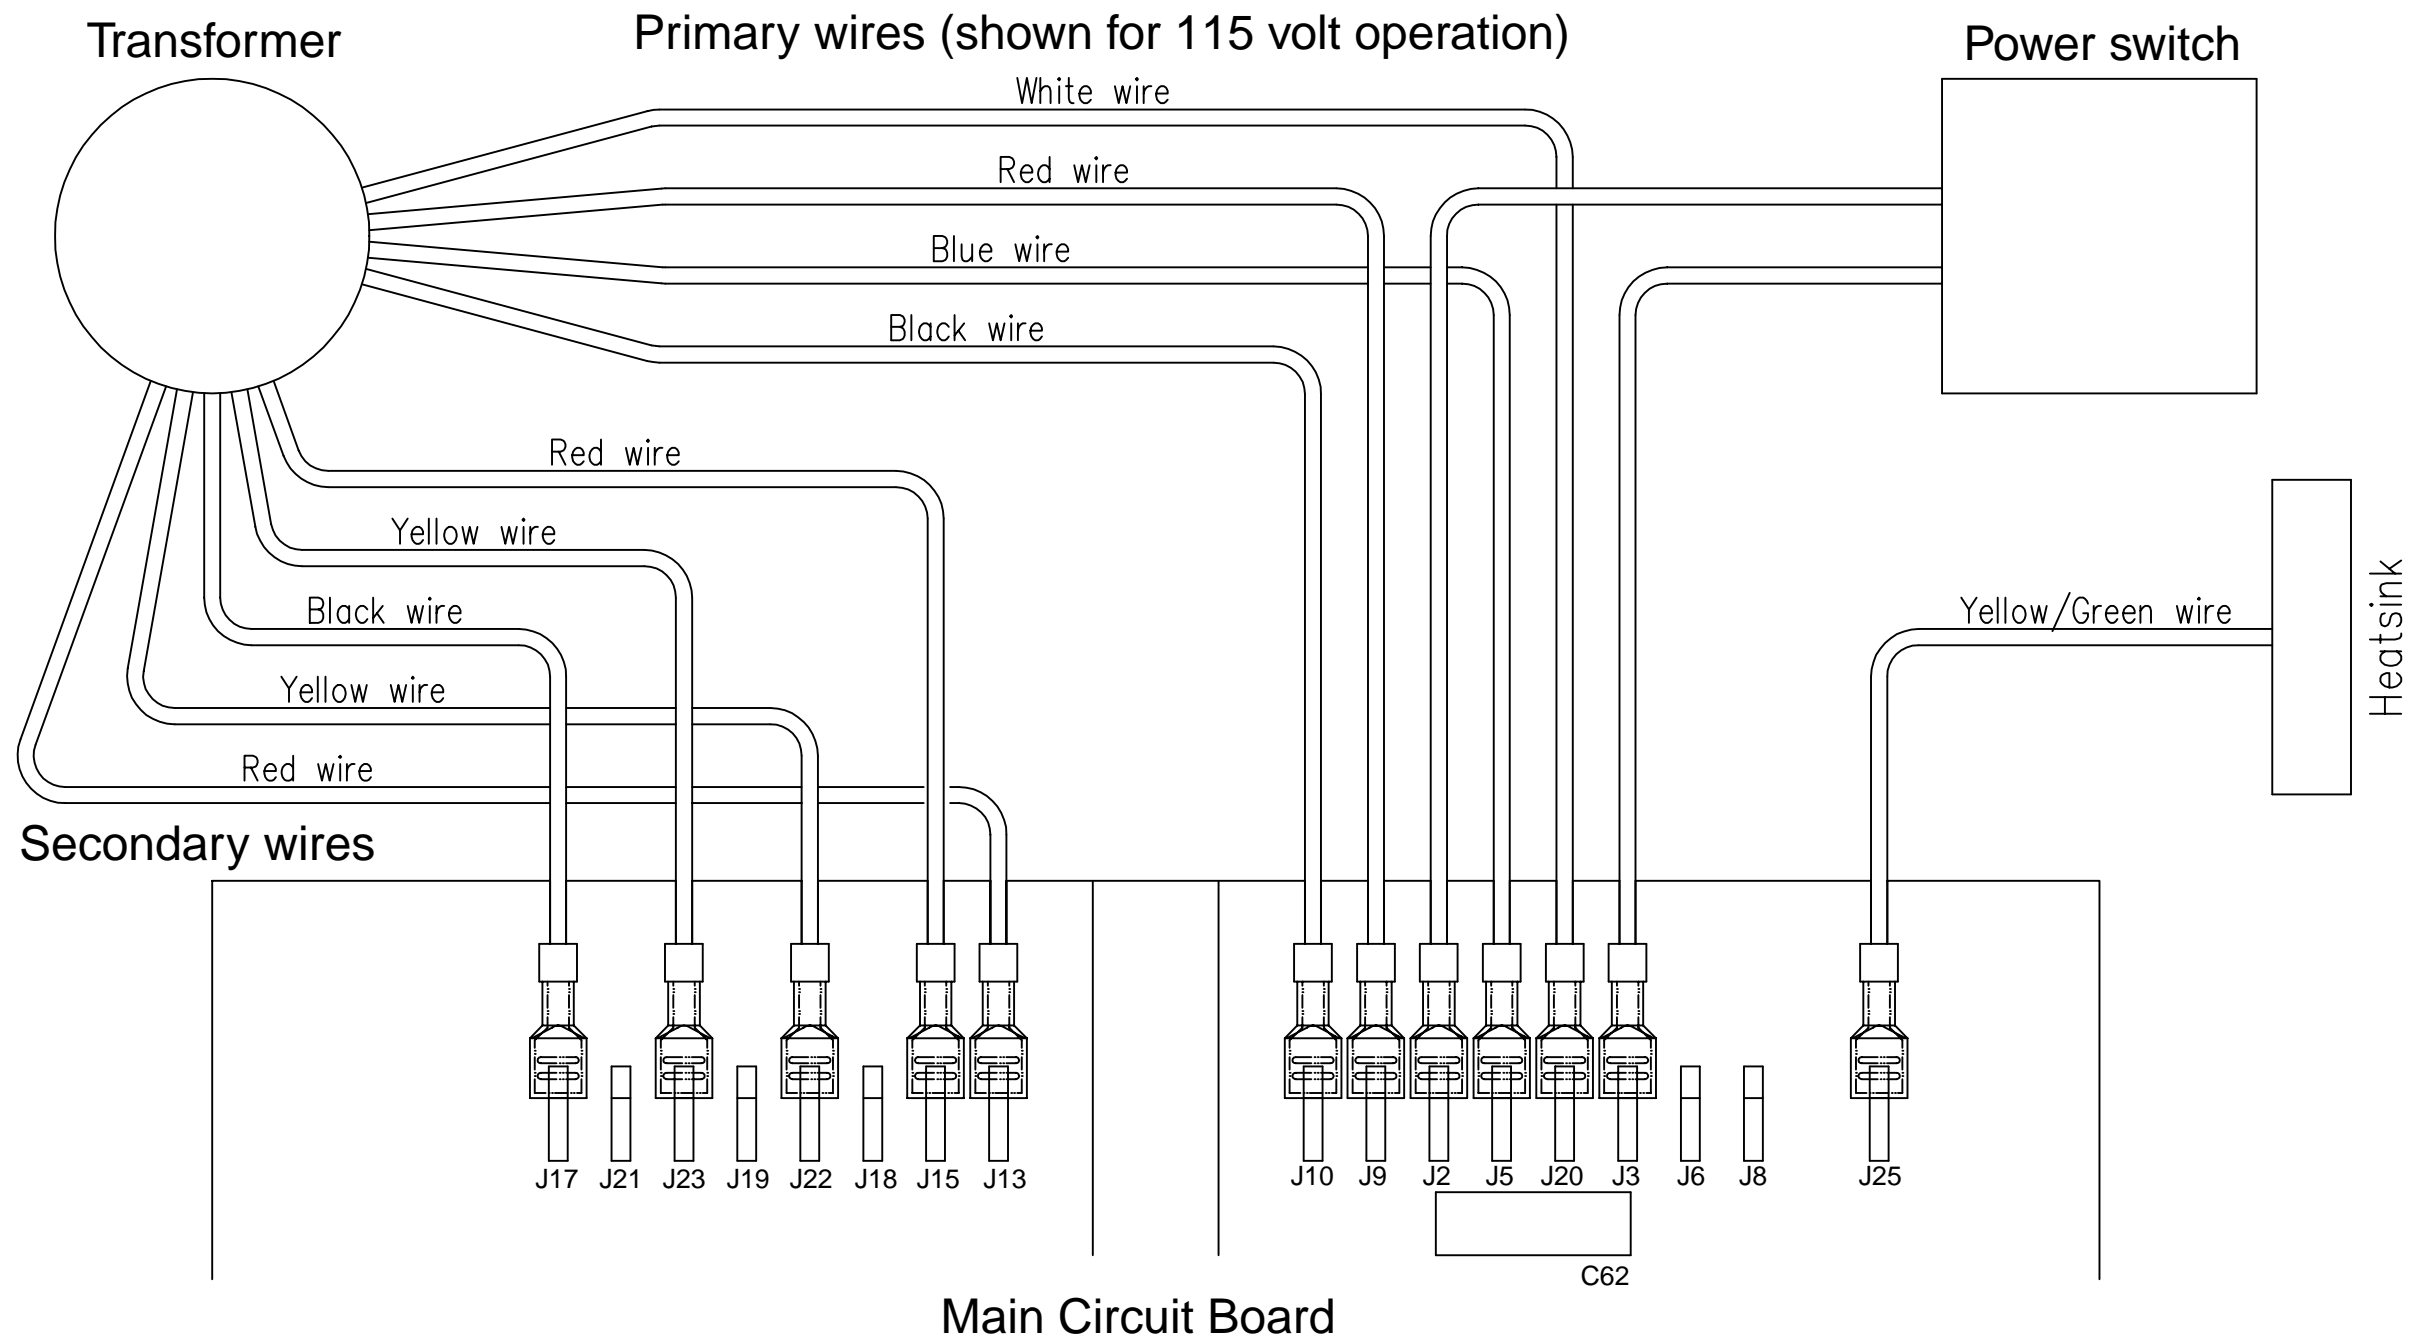 Transformer
Primary wires (shown for 115 volt operation)
Power switch
White wire
Red wire
Blue wire
Black wire
Red wire
Yellow wire
Black wire
Yellow wire
Red wire
Yellow/Green wire
Heatsink
Secondary wires
J17 J21 J23 J19 J22 J18 J15 J13
J10 J9 J2 J5 J20 J3 J6 J8 J25
C62
Main Circuit Board